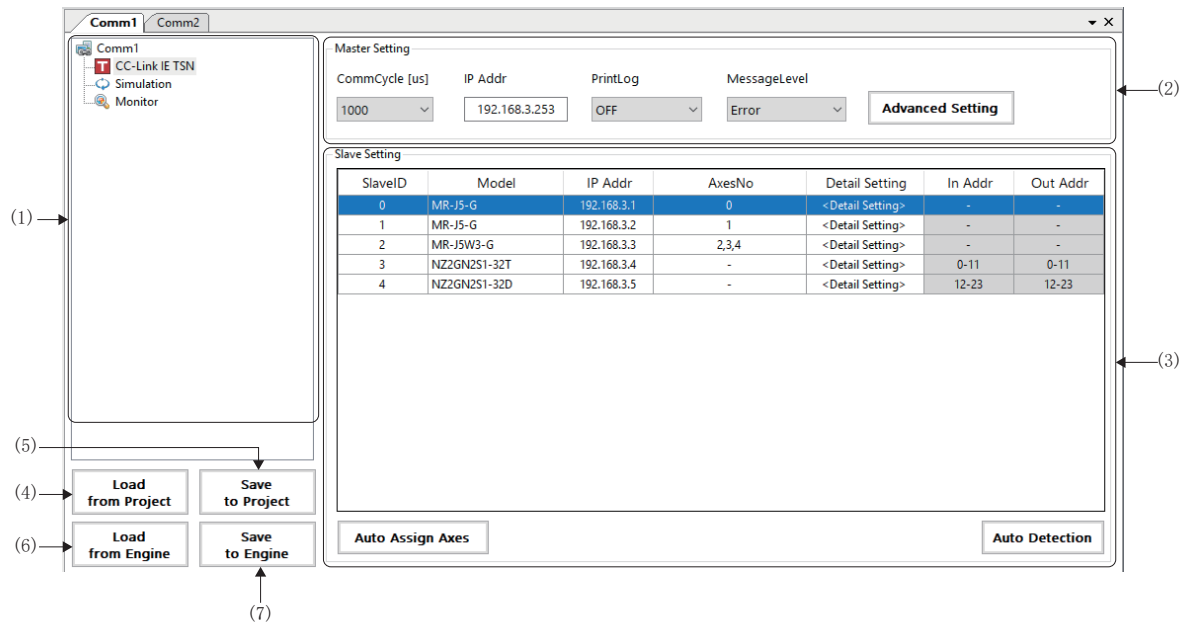 Comm1 Comm2
Comm1
CC-Link IE TSN
Simulation
Monitor
Master Setting
CommCycle [us] IP Addr PrintLog MessageLevel
1000 192.168.3.253 OFF Error Advanced Setting
(2)
Slave Setting
SlaveID Model IP Addr AxesNo Detail Setting In Addr Out Addr
0 MR-J5-G 192.168.3.1 0 <Detail Setting> - -
1 MR-J5-G 192.168.3.2 1 <Detail Setting> - -
2 MR-J5W3-G 192.168.3.3 2,3,4 <Detail Setting> - -
3 NZ2GN2S1-32T 192.168.3.4 - <Detail Setting> 0-11 0-11
4 NZ2GN2S1-32D 192.168.3.5 - <Detail Setting> 12-23 12-23
(1)
(3)
(5)
(4)
Load
from Project
Save
to Project
(6)
Load
from Engine
Save
to Engine
Auto Assign Axes
Auto Detection
(7)